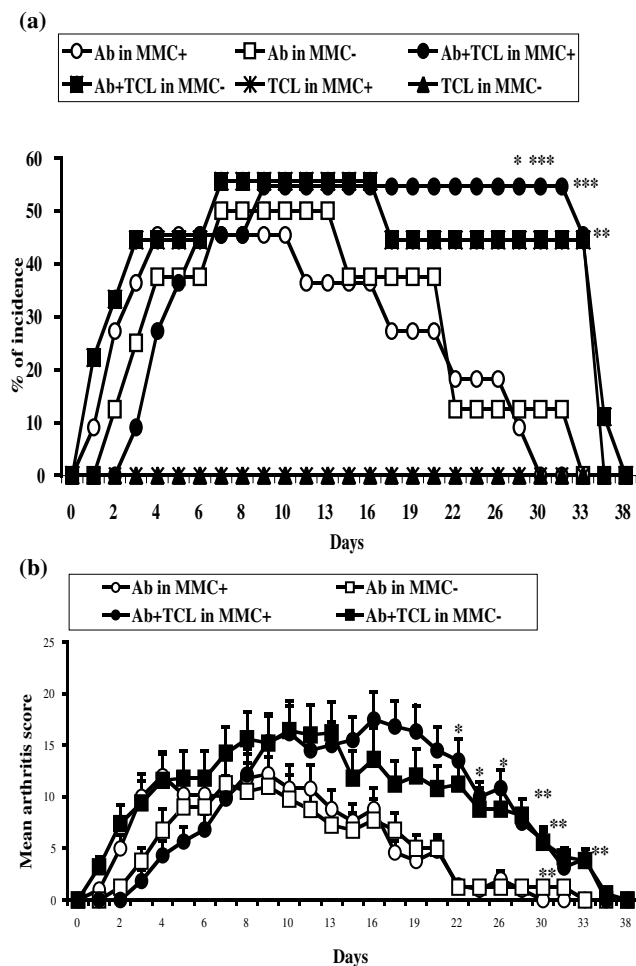 (a)
Ab in MMC+ Ab in MMC- Ab+TCL in MMC+
Ab+TCL in MMC- TCL in MMC+ TCL in MMC-
60
50
40
30
20
10
0
% of incidence
* ***
***
**
0 2 4 6 8 10 13 16 19 22 26 30 33 38
Days
(b)
Ab in MMC+ Ab in MMC-
Ab+TCL in MMC+ Ab+TCL in MMC-
25
20
15
10
5
0
Mean arthritis score
*
* *
**
**
**
**
0 2 4 6 8 10 13 16 19 22 26 30 33 38
Days